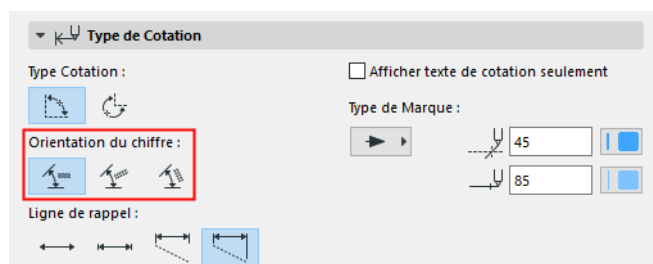 Type de Cotation
Type Cotation :
Afficher texte de cotation seulement
Type de Marque :
45
Orientation du chiffre :
85
Ligne de rappel :